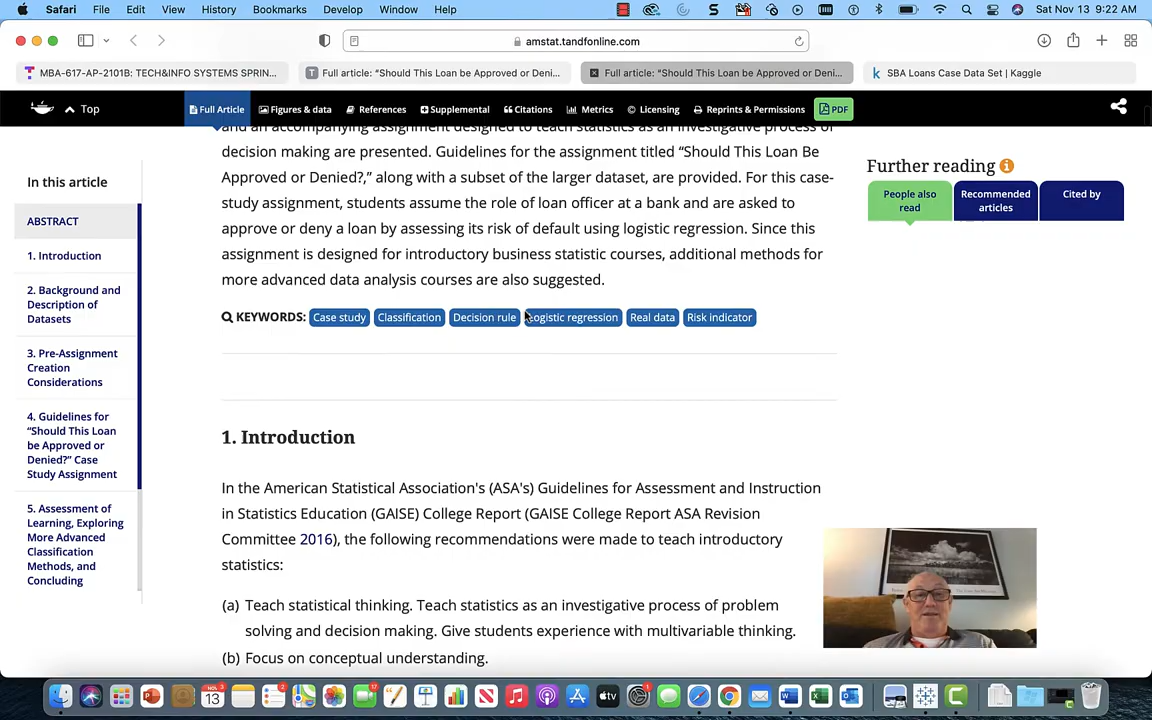 Safari File Edit View History Bookmarks Develop Window Help Sat Nov 13 9:22 AM
amstat.tandfonline.com
MBA-617-AP-2101B: TECH&INFO SYSTEMS SPRIN...
Full article: “Should This Loan be Approved or Deni...
Full article: “Should This Loan be Approved or Deni...
SBA Loans Case Data Set | Kaggle
Top
Full Article
Figures & data
References
Supplemental
Citations
Metrics
Licensing
Reprints & Permissions
PDF
In this article
ABSTRACT
1. Introduction
2. Background and
Description of
Datasets
3. Pre-Assignment
Creation
Considerations
4. Guidelines for
“Should This Loan
be Approved or
Denied?” Case
Study Assignment
5. Assessment of
Learning, Exploring
More Advanced
Classification
Methods, and
Concluding
and an accompanying assignment designed to teach statistics as an investigative process of
decision making are presented. Guidelines for the assignment titled “Should This Loan Be
Approved or Denied?,” along with a subset of the larger dataset, are provided. For this case-
study assignment, students assume the role of loan officer at a bank and are asked to
approve or deny a loan by assessing its risk of default using logistic regression. Since this
assignment is designed for introductory business statistic courses, additional methods for
more advanced data analysis courses are also suggested.
KEYWORDS: Case study Classification Decision rule Logistic regression Real data Risk indicator
1. Introduction
In the American Statistical Association's (ASA's) Guidelines for Assessment and Instruction
in Statistics Education (GAISE) College Report (GAISE College Report ASA Revision
Committee 2016), the following recommendations were made to teach introductory
statistics:
(a) Teach statistical thinking. Teach statistics as an investigative process of problem
solving and decision making. Give students experience with multivariable thinking.
(b) Focus on conceptual understanding.
Further reading
People also
read
Recommended
articles
Cited by